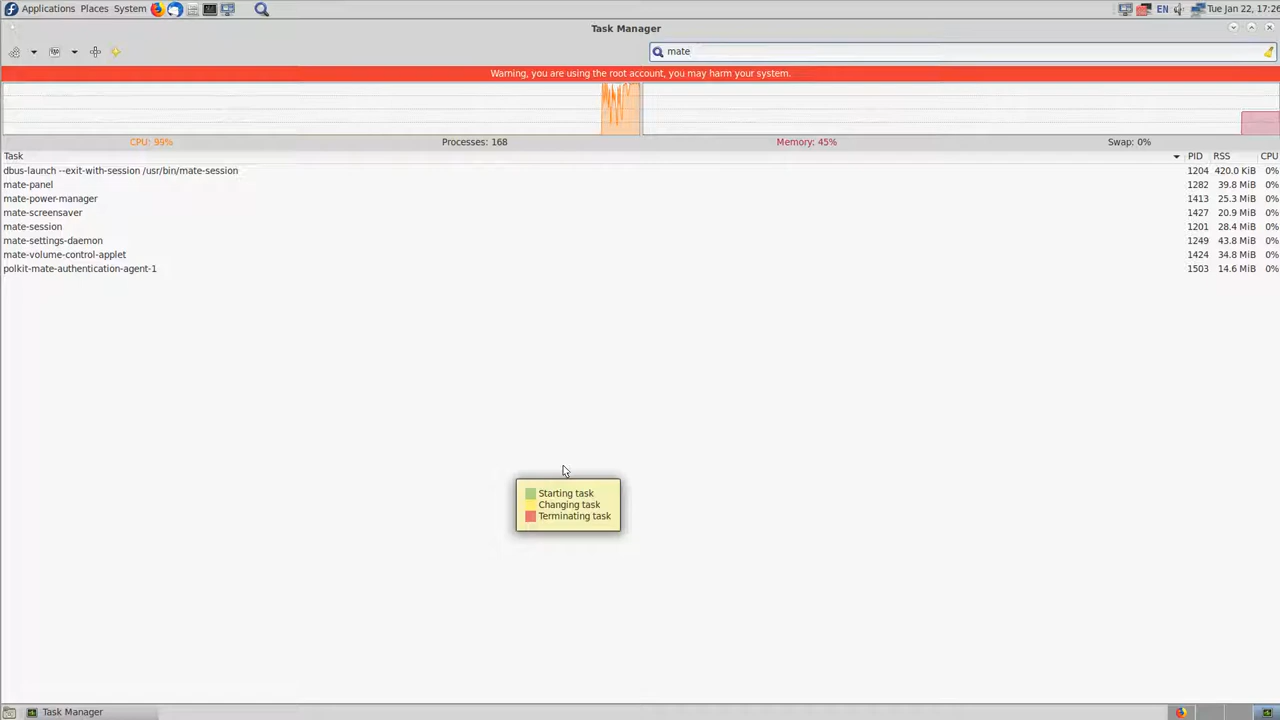 Applications Places System EN Tue Jan 22, 17:26
Task Manager
mate
Warning, you are using the root account, you may harm your system.
CPU: 99% Processes: 168 Memory: 45% Swap: 0%
Task PID RSS CPU
dbus-launch --exit-with-session /usr/bin/mate-session 1204 420.0 KiB 0%
mate-panel 1282 39.8 MiB 0%
mate-power-manager 1413 25.3 MiB 0%
mate-screensaver 1427 20.9 MiB 0%
mate-session 1201 28.4 MiB 0%
mate-settings-daemon 1249 43.8 MiB 0%
mate-volume-control-applet 1424 34.8 MiB 0%
polkit-mate-authentication-agent-1 1503 14.6 MiB 0%
Starting task
Changing task
Terminating task
Task Manager